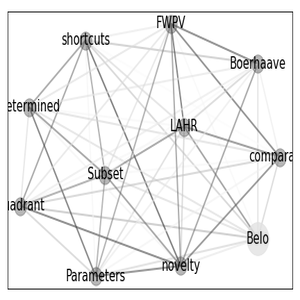 FWPV
shortcuts
Boerhaave
etermined
LAHR
compara
Subset
uadrant
Belo
novelty
Parameters